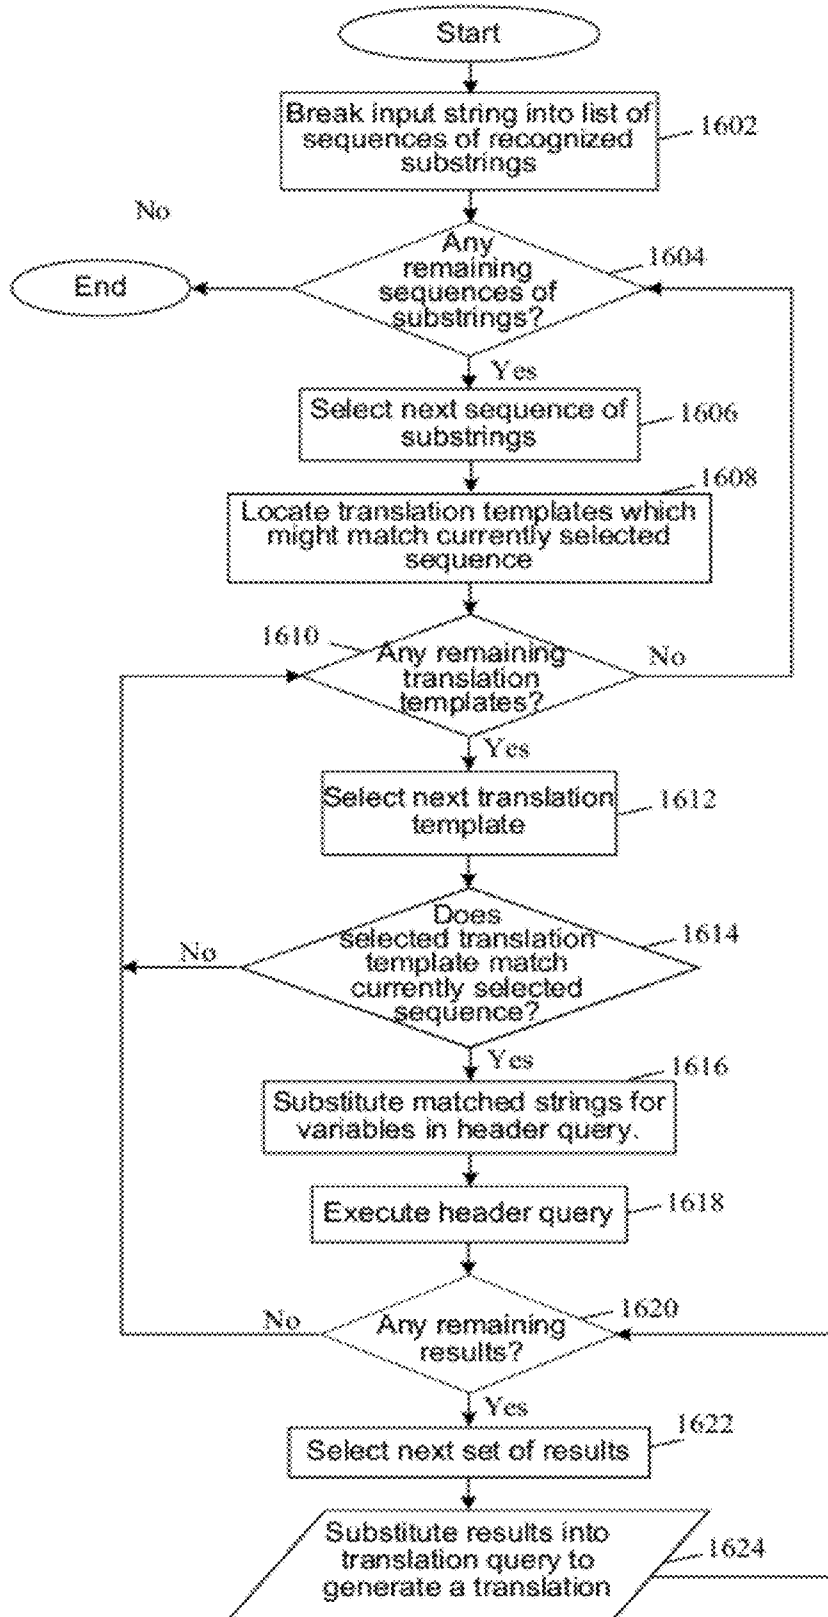 Start
Break input string into list of
sequences of recognized
substrings
1602
No
Any
remaining
sequences of
substrings?
1604
End
Yes
Select next sequence of
substrings
1606
1608
Locate translation templates which
might match currently selected
sequence
1610
Any remaining
translation
templates?
No
Yes
Select next translation
template
1612
Does
selected translation
template match
currently selected
sequence?
1614
No
Yes
1616
Substitute matched strings for
variables in header query.
Execute header query
1618
1620
No
Any remaining
results?
Yes
1622
Select next set of results
Substitute results into
translation query to
generate a translation
1624